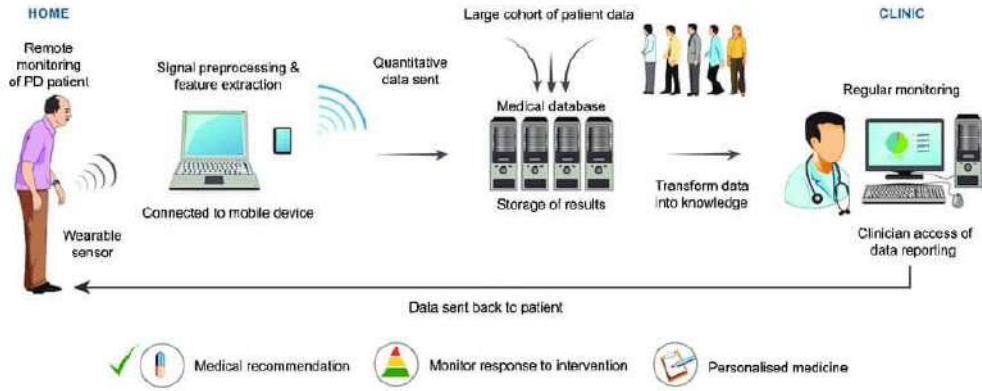 HOME
Remote
monitoring
of PD patient
Wearable
sensor
Signal preprocessing &
feature extraction
Connected to mobile device
Quantitative
data sent
Large cohort of patient data
Medical database
Storage of results
Transform data
into knowledge
CLINIC
Regular monitoring
Clinician access of
data reporting
Data sent back to patient
Medical recommendation
Monitor response to intervention
Personalised medicine